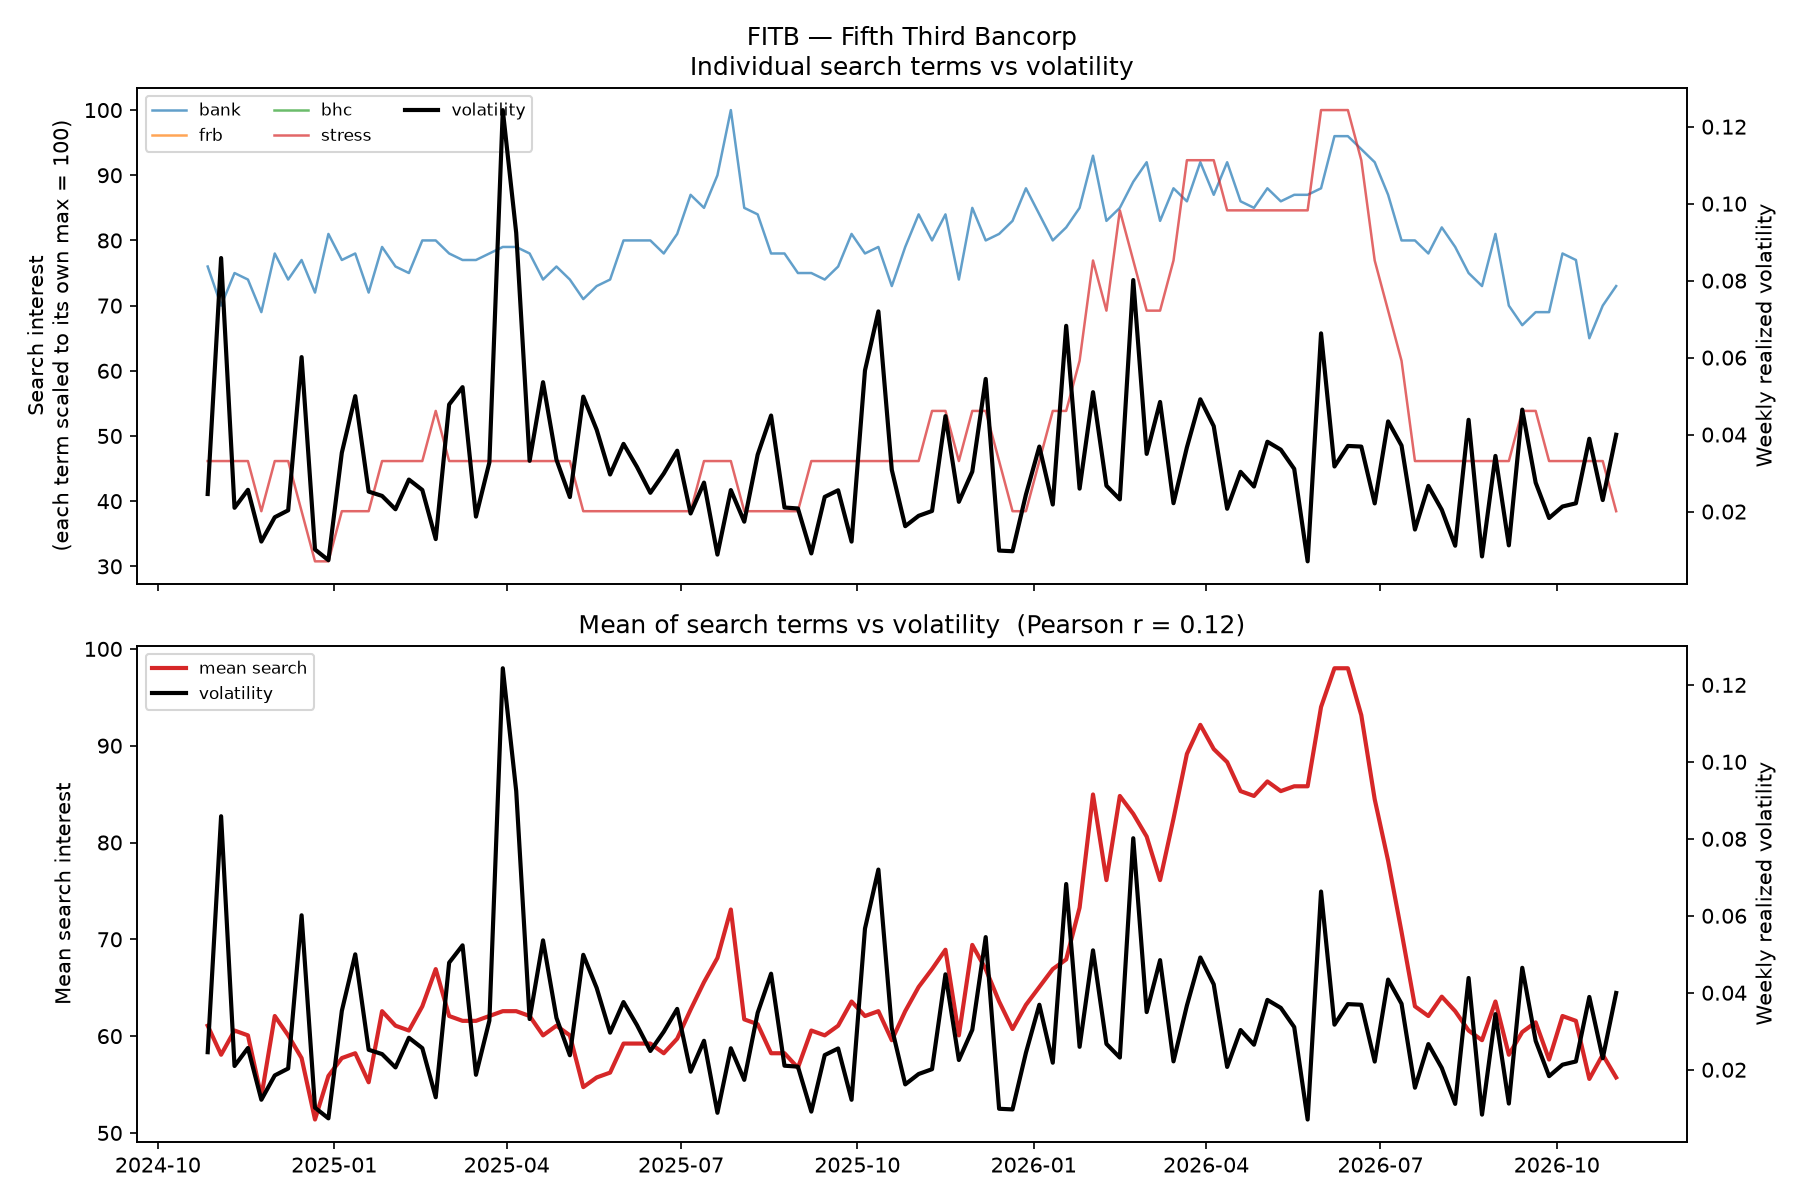 FITB — Fifth Third Bancorp
Individual search terms vs volatility
bank bhc volatility
frb stress
Search interest
(each term scaled to its own max = 100)
100
90
80
70
60
50
40
30
0.12
0.10
0.08
0.06
0.04
0.02
Weekly realized volatility
Mean of search terms vs volatility (Pearson r = 0.12)
mean search
volatility
Mean search interest
100
90
80
70
60
50
0.12
0.10
0.08
0.06
0.04
0.02
Weekly realized volatility
2024-10 2025-01 2025-04 2025-07 2025-10 2026-01 2026-04 2026-07 2026-10